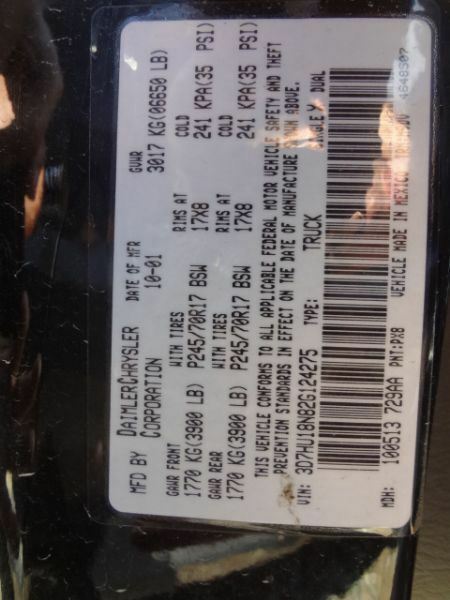 MFD BY DAIMLERCHRYSLER CORPORATION DATE OF MFR 10-01 GVWR 3017 KG(06650 LB)
GAWR FRONT WITH TIRES RIMS AT COLD
1770 KG(3900 LB) P245/70R17 BSW 17X8 241 KPA(35 PSI)
GAWR REAR WITH TIRES RIMS AT COLD
1770 KG(3900 LB) P245/70R17 BSW 17X8 241 KPA(35 PSI)
THIS VEHICLE CONFORMS TO ALL APPLICABLE FEDERAL MOTOR VEHICLE SAFETY AND THEFT
PREVENTION STANDARDS IN EFFECT ON THE DATE OF MANUFACTURE SHOWN ABOVE.
VIN: 3D7HU18N82G124275 TYPE: TRUCK SINGLE X DUAL
MDH: 100513 729AA PNT:PX8 VEHICLE MADE IN MEXICO 4648507